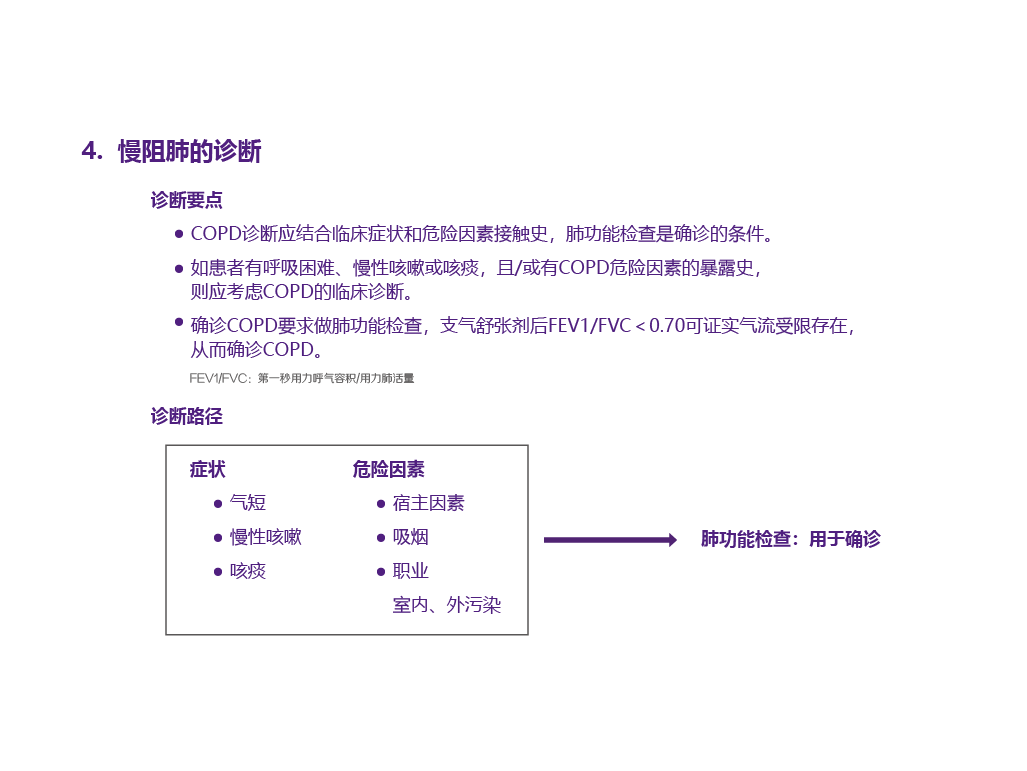 4. 慢阻肺的诊断
诊断要点
● COPD诊断应结合临床症状和危险因素接触史，肺功能检查是确诊的条件。
● 如患者有呼吸困难、慢性咳嗽或咳痰，且/或有COPD危险因素的暴露史，
则应考虑COPD的临床诊断。
● 确诊COPD要求做肺功能检查，支气舒张剂后FEV1/FVC＜0.70可证实气流受限存在，
从而确诊COPD。
FEV1/FVC：第一秒用力呼气容积/用力肺活量
诊断路径
症状
● 气短
● 慢性咳嗽
● 咳痰
危险因素
● 宿主因素
● 吸烟
● 职业
室内、外污染
肺功能检查：用于确诊